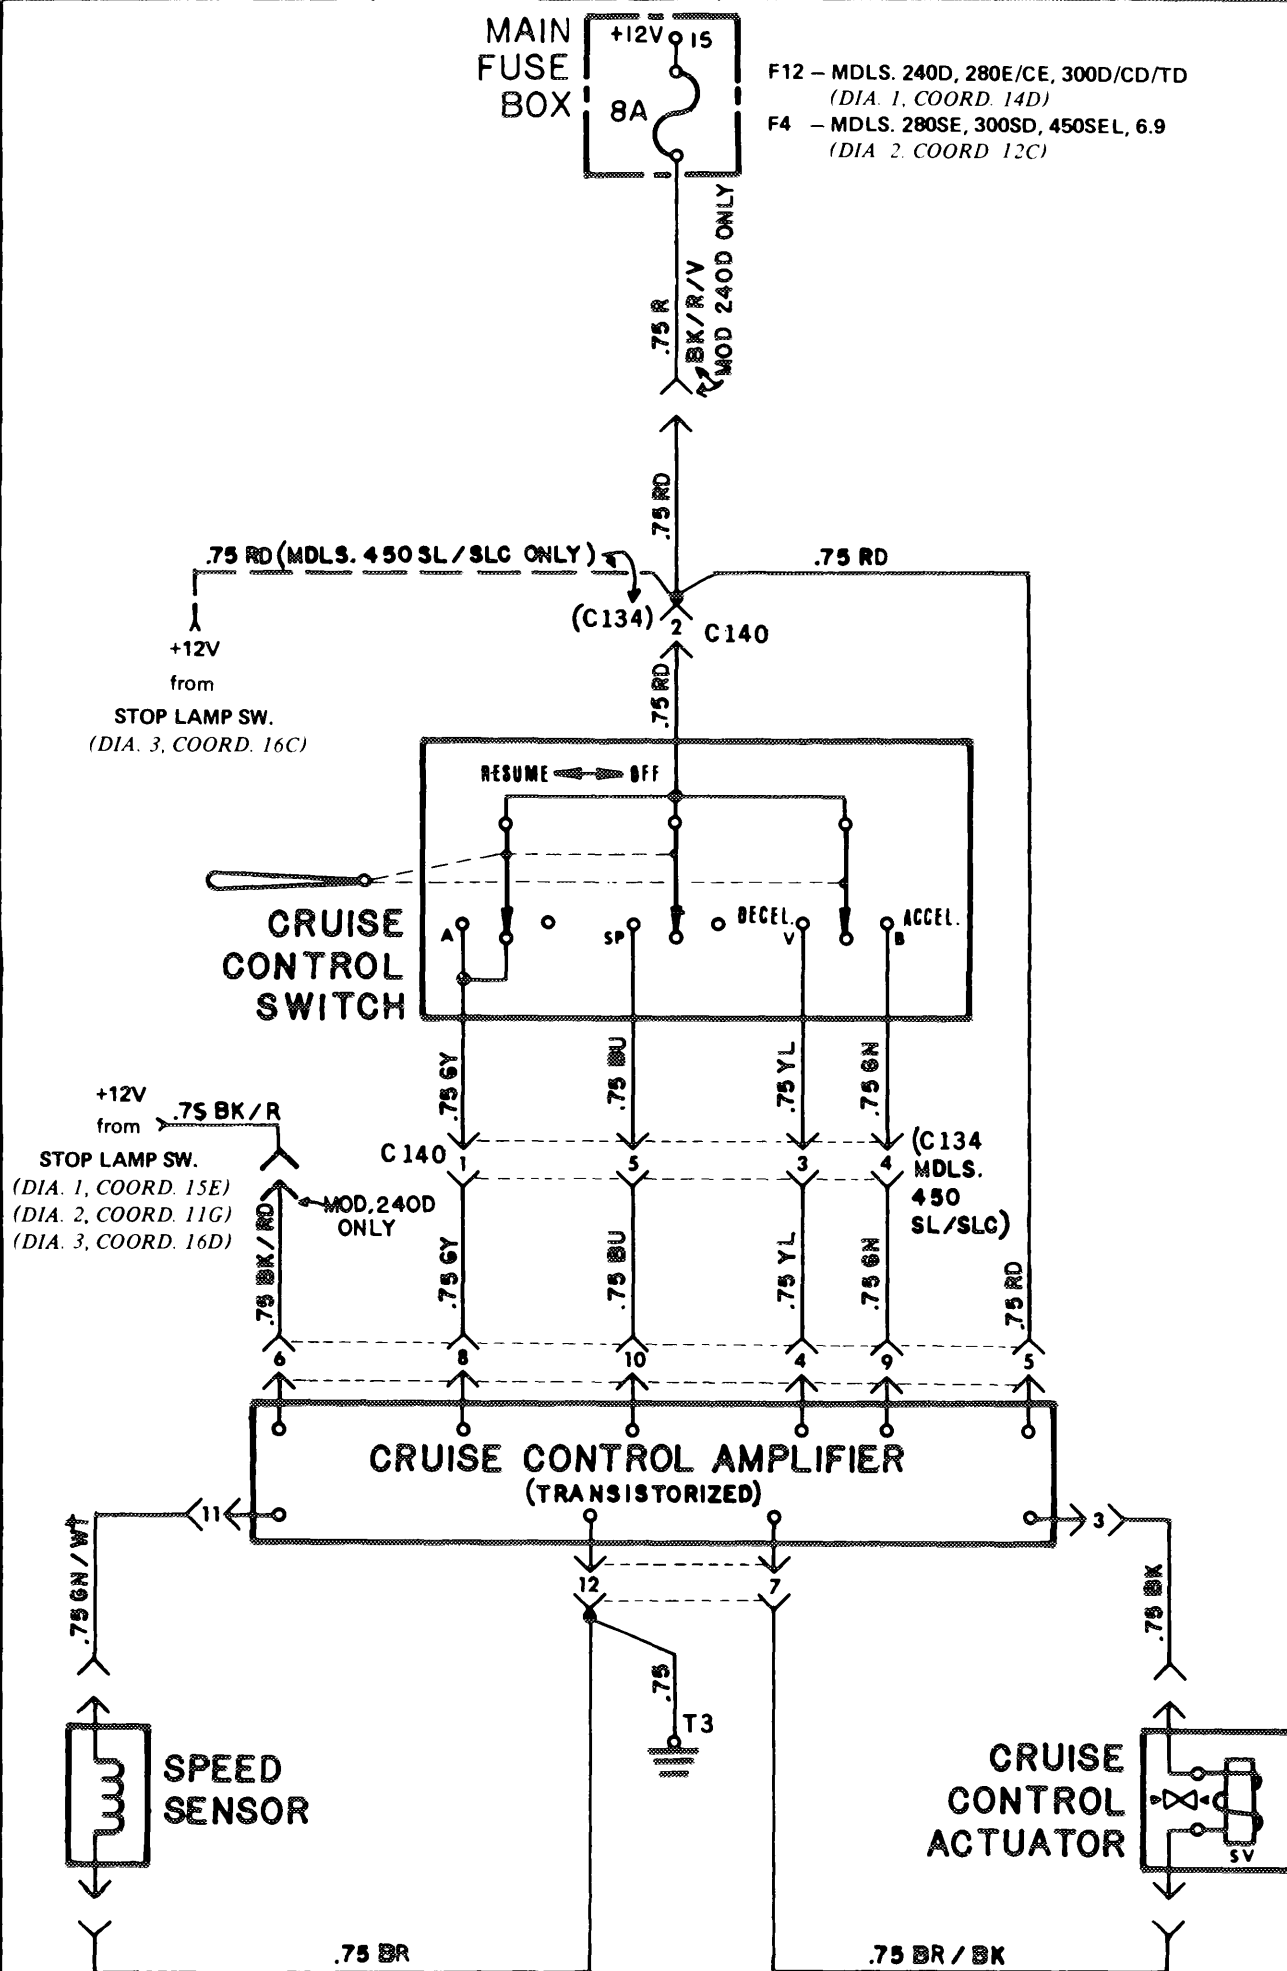 MAIN
FUSE
BOX
+12V 15
8A
F12 – MDLS. 240D, 280E/CE, 300D/CD/TD
(DIA. 1, COORD. 14D)
F4 – MDLS. 280SE, 300SD, 450SEL, 6.9
(DIA 2. COORD 12C)
.75 R
BK/R/V
MOD 240D ONLY
.75 RD
.75 RD (MDLS. 450 SL/SLC ONLY)
.75 RD
(C134)
2
C140
+12V
from
STOP LAMP SW.
(DIA. 3, COORD. 16C)
.75 RD
RESUME OFF
CRUISE
CONTROL
SWITCH
A
SP
DECEL.
V
ACCEL.
B
.75 GY
.75 BU
.75 YL
.75 GN
+12V
from
.75 BK/R
STOP LAMP SW.
(DIA. 1, COORD. 15E)
(DIA. 2, COORD. 11G)
(DIA. 3, COORD. 16D)
C140
1
5
3
4
(C134
MDLS.
450
SL/SLC)
MOD, 240D
ONLY
.75 BK/RD
.75 GY
.75 BU
.75 YL
.75 GN
.75 RD
6
8
10
4
9
5
CRUISE CONTROL AMPLIFIER
(TRANSISTORIZED)
11
3
12
7
.75 GN/WT
.75 BK
.75
T3
SPEED
SENSOR
CRUISE
CONTROL
ACTUATOR
SV
.75 BR
.75 BR / BK